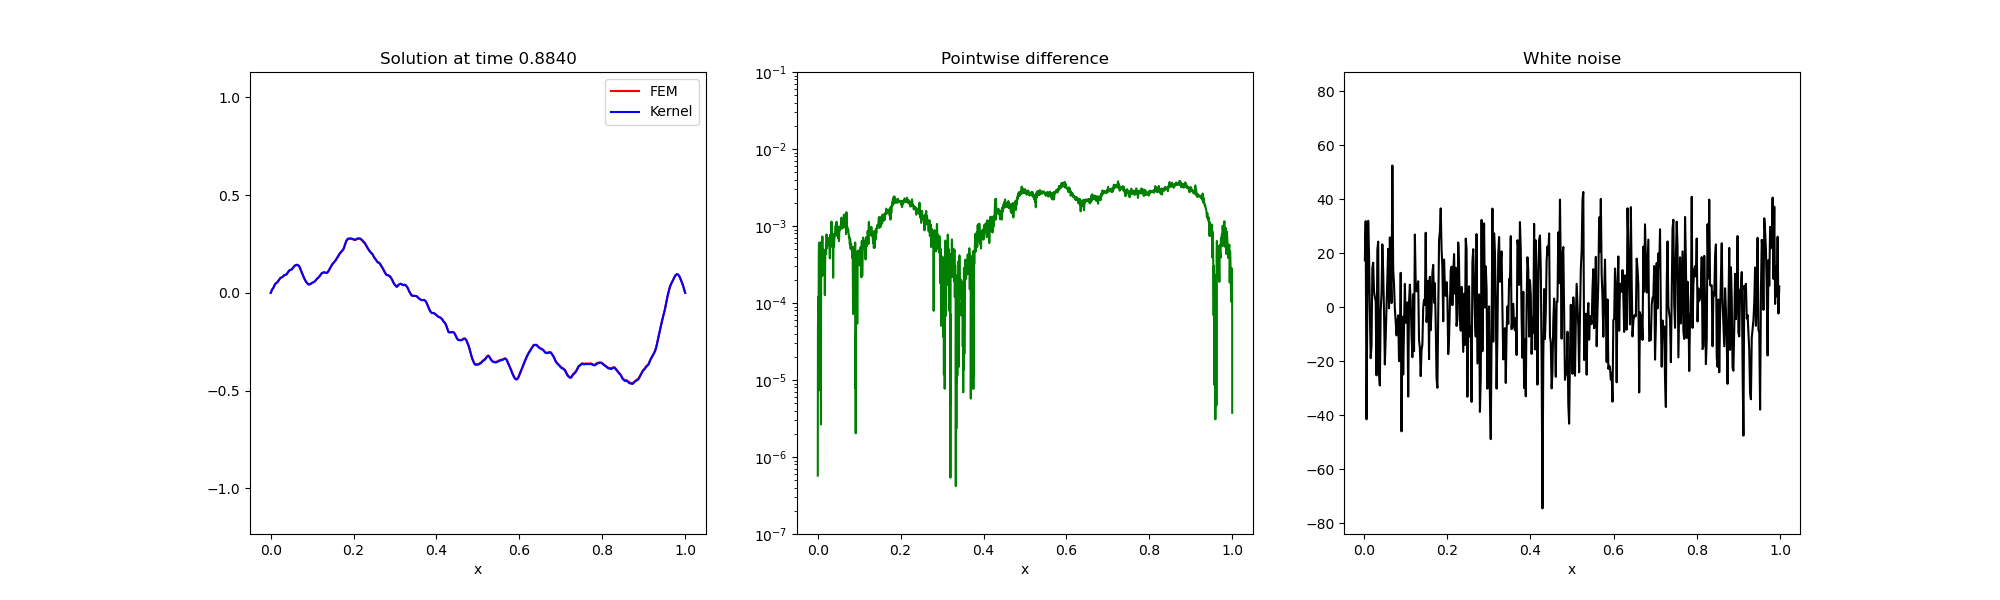 Solution at time 0.8840
FEM
Kernel
1.0
0.5
0.0
−0.5
−1.0
0.0 0.2 0.4 0.6 0.8 1.0
x
Pointwise difference
10⁻¹
10⁻²
10⁻³
10⁻⁴
10⁻⁵
10⁻⁶
10⁻⁷
0.0 0.2 0.4 0.6 0.8 1.0
x
White noise
80
60
40
20
0
−20
−40
−60
−80
0.0 0.2 0.4 0.6 0.8 1.0
x